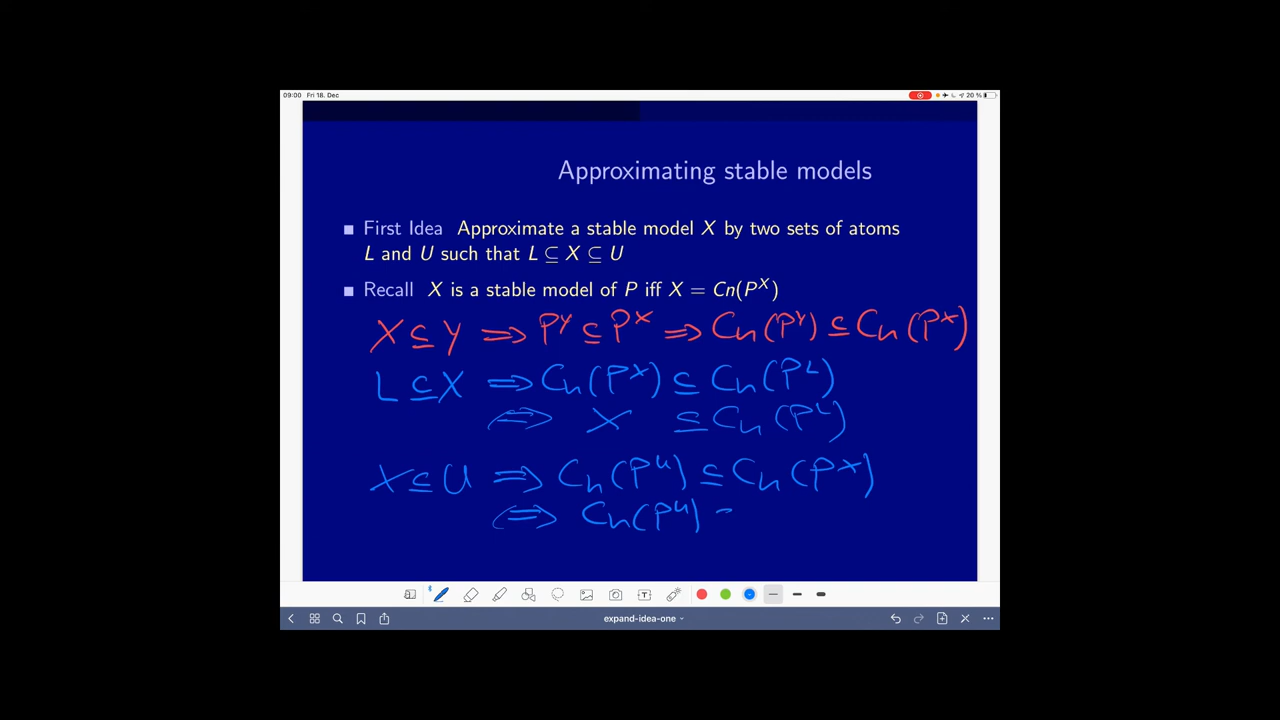 09:00 Fri 18. Dec 20 %
Approximating stable models
First Idea Approximate a stable model X by two sets of atoms
L and U such that L ⊆ X ⊆ U
Recall X is a stable model of P iff X = Cn(P^X)
X ⊆ Y ⟹ P^Y ⊆ P^X ⟹ Cn(P^Y) ⊆ Cn(P^X)
L ⊆ X ⟹ Cn(P^X) ⊆ Cn(P^L)
⟺ X ⊆ Cn(P^L)
X ⊆ U ⟹ Cn(P^U) ⊆ Cn(P^X)
⟺ Cn(P^U)
T
expand-idea-one